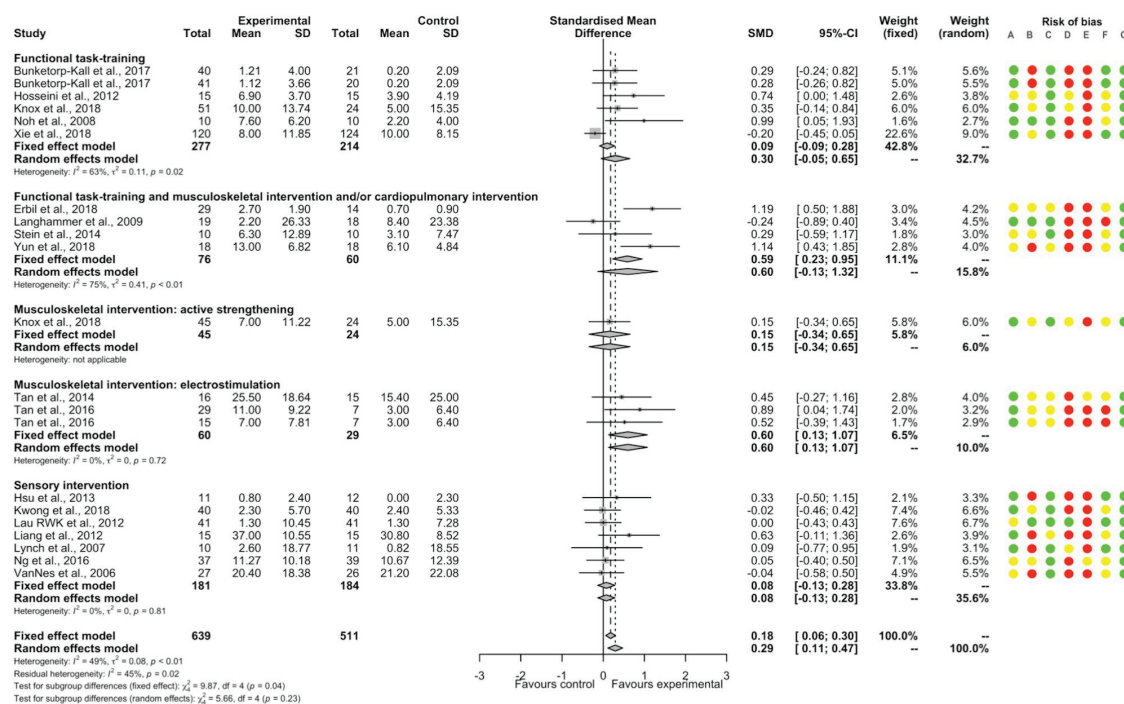 Experimental Control Standardised Mean Weight Weight Risk of bias
Study Total Mean SD Total Mean SD Difference SMD 95%-CI (fixed) (random) A B C D E F
Functional task-training
Bunketorp-Kall et al., 2017 40 1.21 4.00 21 0.20 2.09 0.29 [-0.24; 0.82] 5.1% 5.6%
Bunketorp-Kall et al., 2017 41 1.12 3.66 20 0.20 2.09 0.28 [-0.26; 0.82] 5.0% 5.5%
Hosseini et al., 2012 15 6.90 3.70 15 3.90 4.19 0.74 [ 0.00; 1.48] 2.6% 3.8%
Knox et al., 2018 51 10.00 13.74 24 5.00 15.35 0.35 [-0.14; 0.84] 6.0% 6.0%
Noh et al., 2008 10 7.60 6.20 10 2.20 4.00 0.99 [ 0.05; 1.93] 1.6% 2.7%
Xie et al., 2018 120 8.00 11.85 124 10.00 8.15 -0.20 [-0.45; 0.05] 22.6% 9.0%
Fixed effect model 277 214 0.09 [-0.09; 0.28] 42.8% --
Random effects model 0.30 [-0.05; 0.65] -- 32.7%
Heterogeneity: I² = 63%, τ² = 0.11, p = 0.02
Functional task-training and musculoskeletal intervention and/or cardiopulmonary intervention
Erbil et al., 2018 29 2.70 1.90 14 0.70 0.90 1.19 [ 0.50; 1.88] 3.0% 4.2%
Langhammer et al., 2009 19 2.20 26.33 18 8.40 23.38 -0.24 [-0.89; 0.40] 3.4% 4.5%
Stein et al., 2014 10 6.30 12.89 10 3.10 7.47 0.29 [-0.59; 1.17] 1.8% 3.0%
Yun et al., 2018 18 13.00 6.82 18 6.10 4.84 1.14 [ 0.43; 1.85] 2.8% 4.0%
Fixed effect model 76 60 0.59 [ 0.23; 0.95] 11.1% --
Random effects model 0.60 [-0.13; 1.32] -- 15.8%
Heterogeneity: I² = 75%, τ² = 0.41, p < 0.01
Musculoskeletal intervention: active strengthening
Knox et al., 2018 45 7.00 11.22 24 5.00 15.35 0.15 [-0.34; 0.65] 5.8% 6.0%
Fixed effect model 45 24 0.15 [-0.34; 0.65] 5.8% --
Random effects model 0.15 [-0.34; 0.65] -- 6.0%
Heterogeneity: not applicable
Musculoskeletal intervention: electrostimulation
Tan et al., 2014 16 25.50 18.64 15 15.40 25.00 0.45 [-0.27; 1.16] 2.8% 4.0%
Tan et al., 2016 29 11.00 9.22 7 3.00 6.40 0.89 [ 0.04; 1.74] 2.0% 3.2%
Tan et al., 2016 15 7.00 7.81 7 3.00 6.40 0.52 [-0.39; 1.43] 1.7% 2.9%
Fixed effect model 60 29 0.60 [ 0.13; 1.07] 6.5% --
Random effects model 0.60 [ 0.13; 1.07] -- 10.0%
Heterogeneity: I² = 0%, τ² = 0, p = 0.72
Sensory intervention
Hsu et al., 2013 11 0.80 2.40 12 0.00 2.30 0.33 [-0.50; 1.15] 2.1% 3.3%
Kwong et al., 2018 40 2.30 5.70 40 2.40 5.33 -0.02 [-0.46; 0.42] 7.4% 6.6%
Lau RWK et al., 2012 41 1.30 10.45 41 1.30 7.28 0.00 [-0.43; 0.43] 7.6% 6.7%
Liang et al., 2012 15 37.00 10.55 15 30.80 8.52 0.63 [-0.11; 1.36] 2.6% 3.9%
Lynch et al., 2007 10 2.60 18.77 11 0.82 18.55 0.09 [-0.77; 0.95] 1.9% 3.1%
Ng et al., 2016 37 11.27 10.18 39 10.67 12.39 0.05 [-0.40; 0.50] 7.1% 6.5%
VanNes et al., 2006 27 20.40 18.38 26 21.20 22.08 -0.04 [-0.58; 0.50] 4.9% 5.5%
Fixed effect model 181 184 0.08 [-0.13; 0.28] 33.8% --
Random effects model 0.08 [-0.13; 0.28] -- 35.6%
Heterogeneity: I² = 0%, τ² = 0, p = 0.81
Fixed effect model 639 511 0.18 [ 0.06; 0.30] 100.0% --
Random effects model 0.29 [ 0.11; 0.47] -- 100.0%
Heterogeneity: I² = 49%, τ² = 0.08, p < 0.01
Residual heterogeneity: I² = 45%, p = 0.02
Test for subgroup differences (fixed effect): χ²₄ = 9.87, df = 4 (p = 0.04)
Test for subgroup differences (random effects): χ²₄ = 5.66, df = 4 (p = 0.23)
-3 -2 -1 0 1 2 3
Favours control Favours experimental